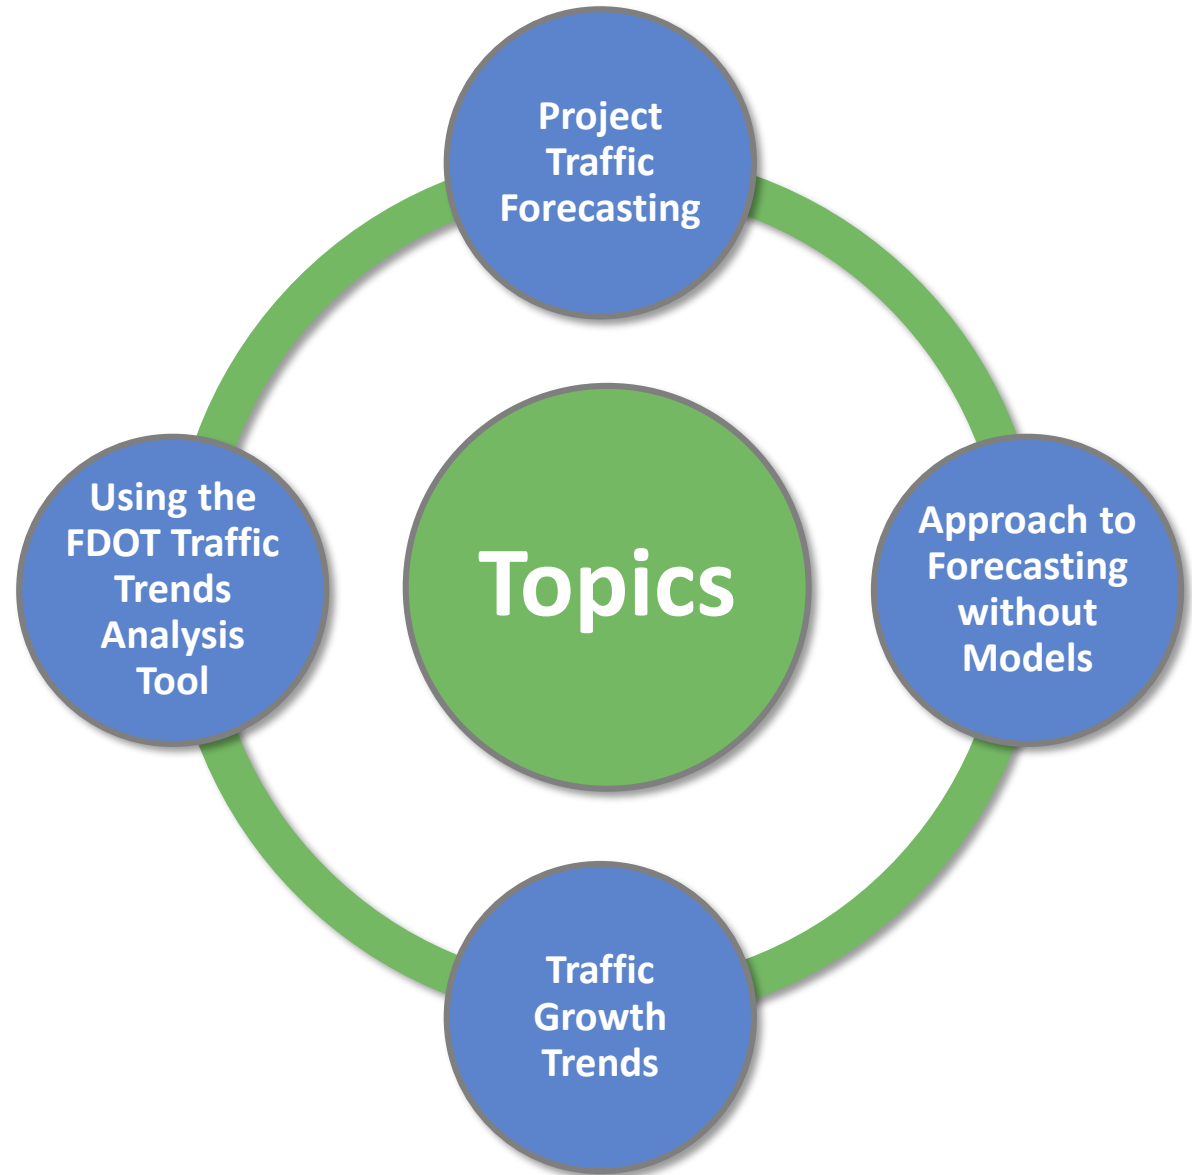 Project
Traffic
Forecasting
Using the
FDOT Traffic
Trends
Analysis
Tool
Topics
Approach to
Forecasting
without
Models
Traffic
Growth
Trends